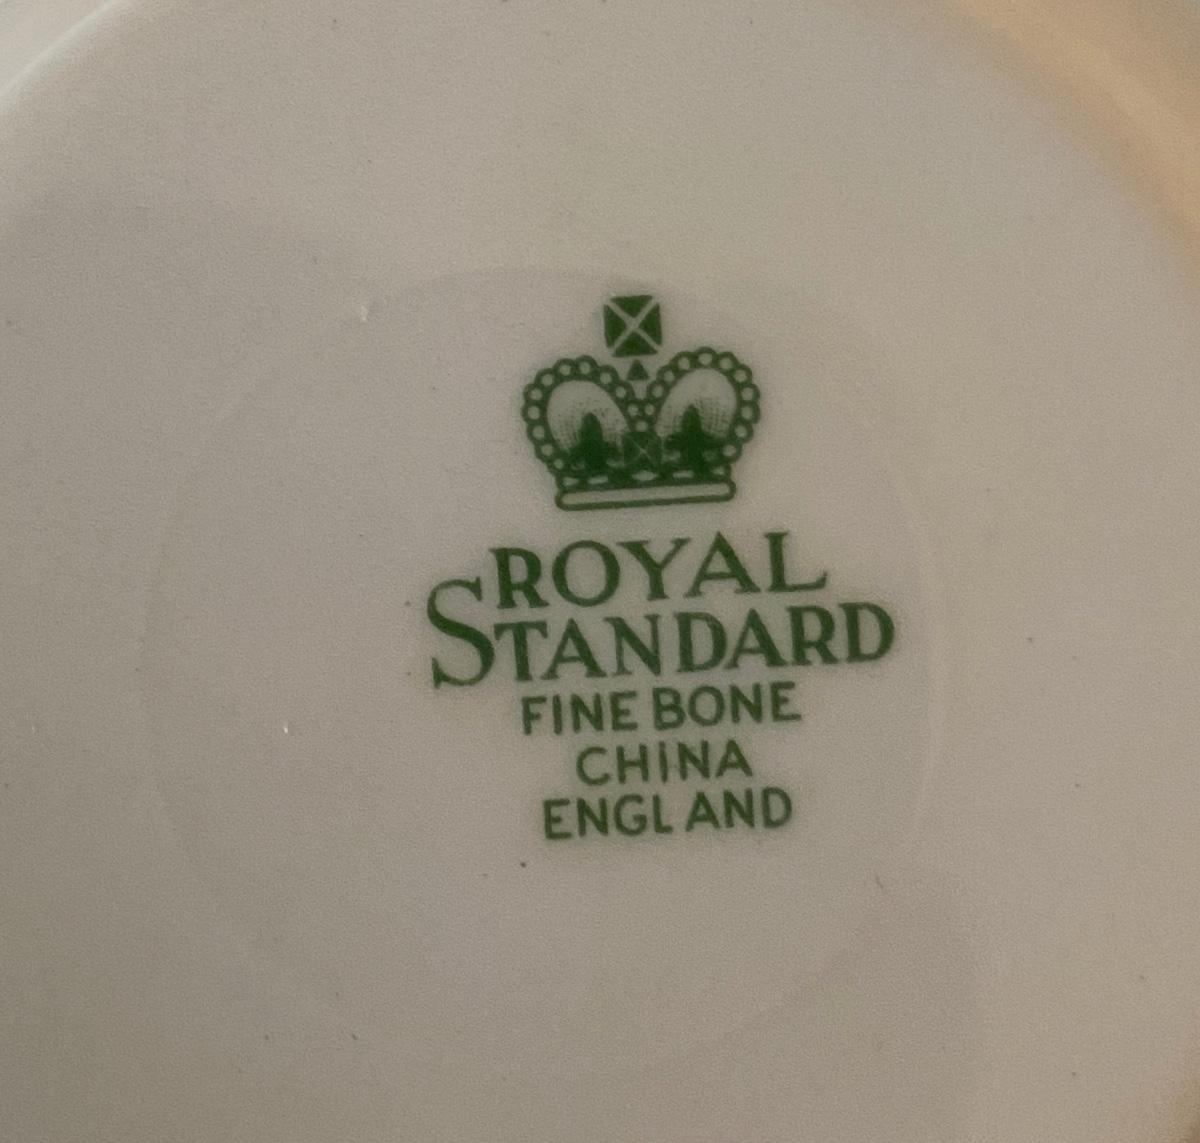 ROYAL
STANDARD
FINE BONE
CHINA
ENGLAND